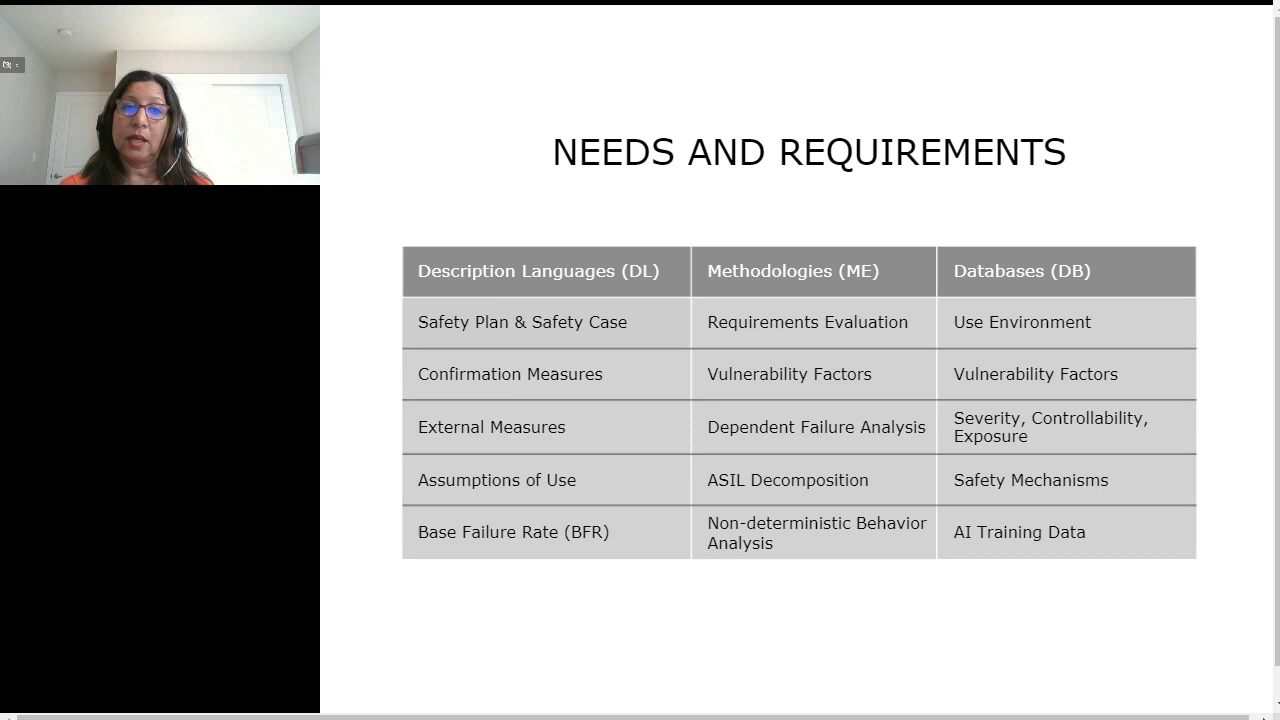 NEEDS AND REQUIREMENTS
Description Languages (DL)
Methodologies (ME)
Databases (DB)
Safety Plan & Safety Case
Requirements Evaluation
Use Environment
Confirmation Measures
Vulnerability Factors
Vulnerability Factors
External Measures
Dependent Failure Analysis
Severity, Controllability,
Exposure
Assumptions of Use
ASIL Decomposition
Safety Mechanisms
Base Failure Rate (BFR)
Non-deterministic Behavior
Analysis
AI Training Data